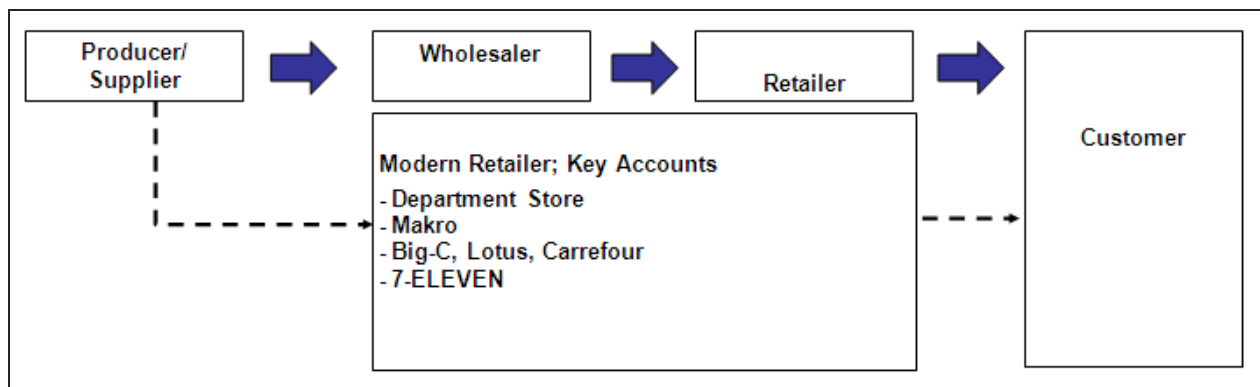 Producer/
Supplier
Wholesaler
Retailer
Customer
Modern Retailer; Key Accounts
- Department Store
- Makro
- Big-C, Lotus, Carrefour
- 7-ELEVEN